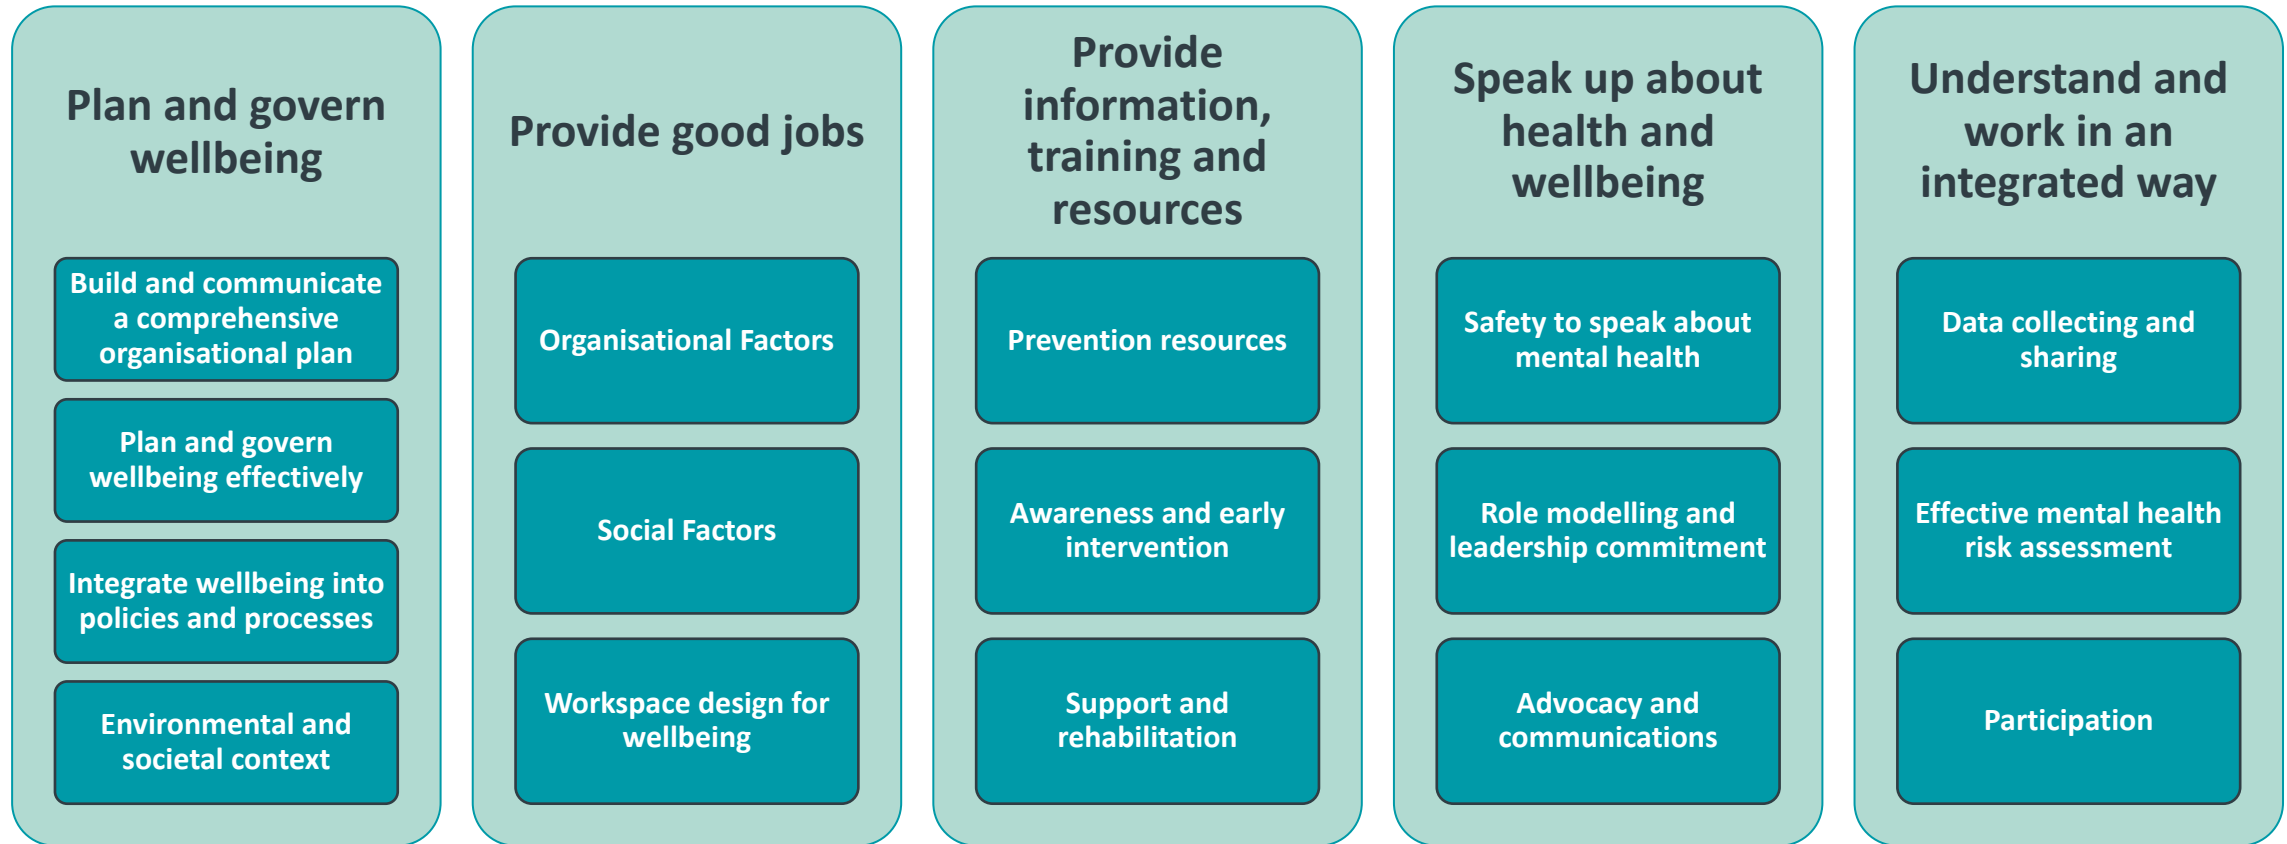 Plan and govern
wellbeing
Build and communicate
a comprehensive
organisational plan
Plan and govern
wellbeing effectively
Integrate wellbeing into
policies and processes
Environmental and
societal context
Provide good jobs
Organisational Factors
Social Factors
Workspace design for
wellbeing
Provide
information,
training and
resources
Prevention resources
Awareness and early
intervention
Support and
rehabilitation
Speak up about
health and
wellbeing
Safety to speak about
mental health
Role modelling and
leadership commitment
Advocacy and
communications
Understand and
work in an
integrated way
Data collecting and
sharing
Effective mental health
risk assessment
Participation